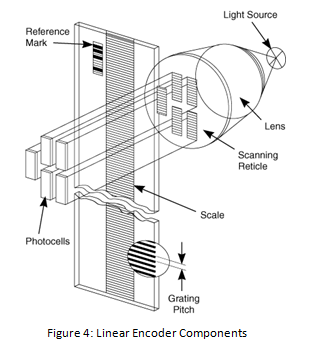 Light Source
Reference
Mark
Lens
Scanning
Reticle
Scale
Photocells
Grating
Pitch
Figure 4: Linear Encoder Components